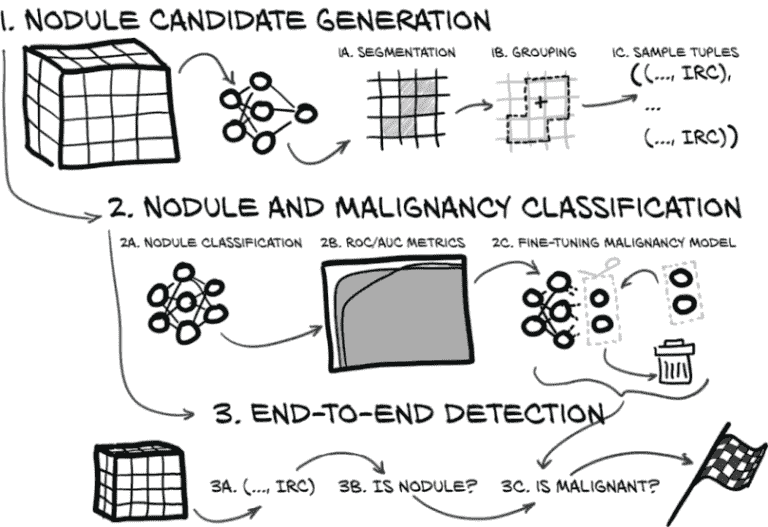 1. NODULE CANDIDATE GENERATION
1A. SEGMENTATION
1B. GROUPING
1C. SAMPLE TUPLES
((..., IRC),
...
(..., IRC))
2. NODULE AND MALIGNANCY CLASSIFICATION
2A. NODULE CLASSIFICATION
2B. ROC/AUC METRICS
2C. FINE-TUNING MALIGNANCY MODEL
3. END-TO-END DETECTION
3A. (..., IRC)
3B. IS NODULE?
3C. IS MALIGNANT?